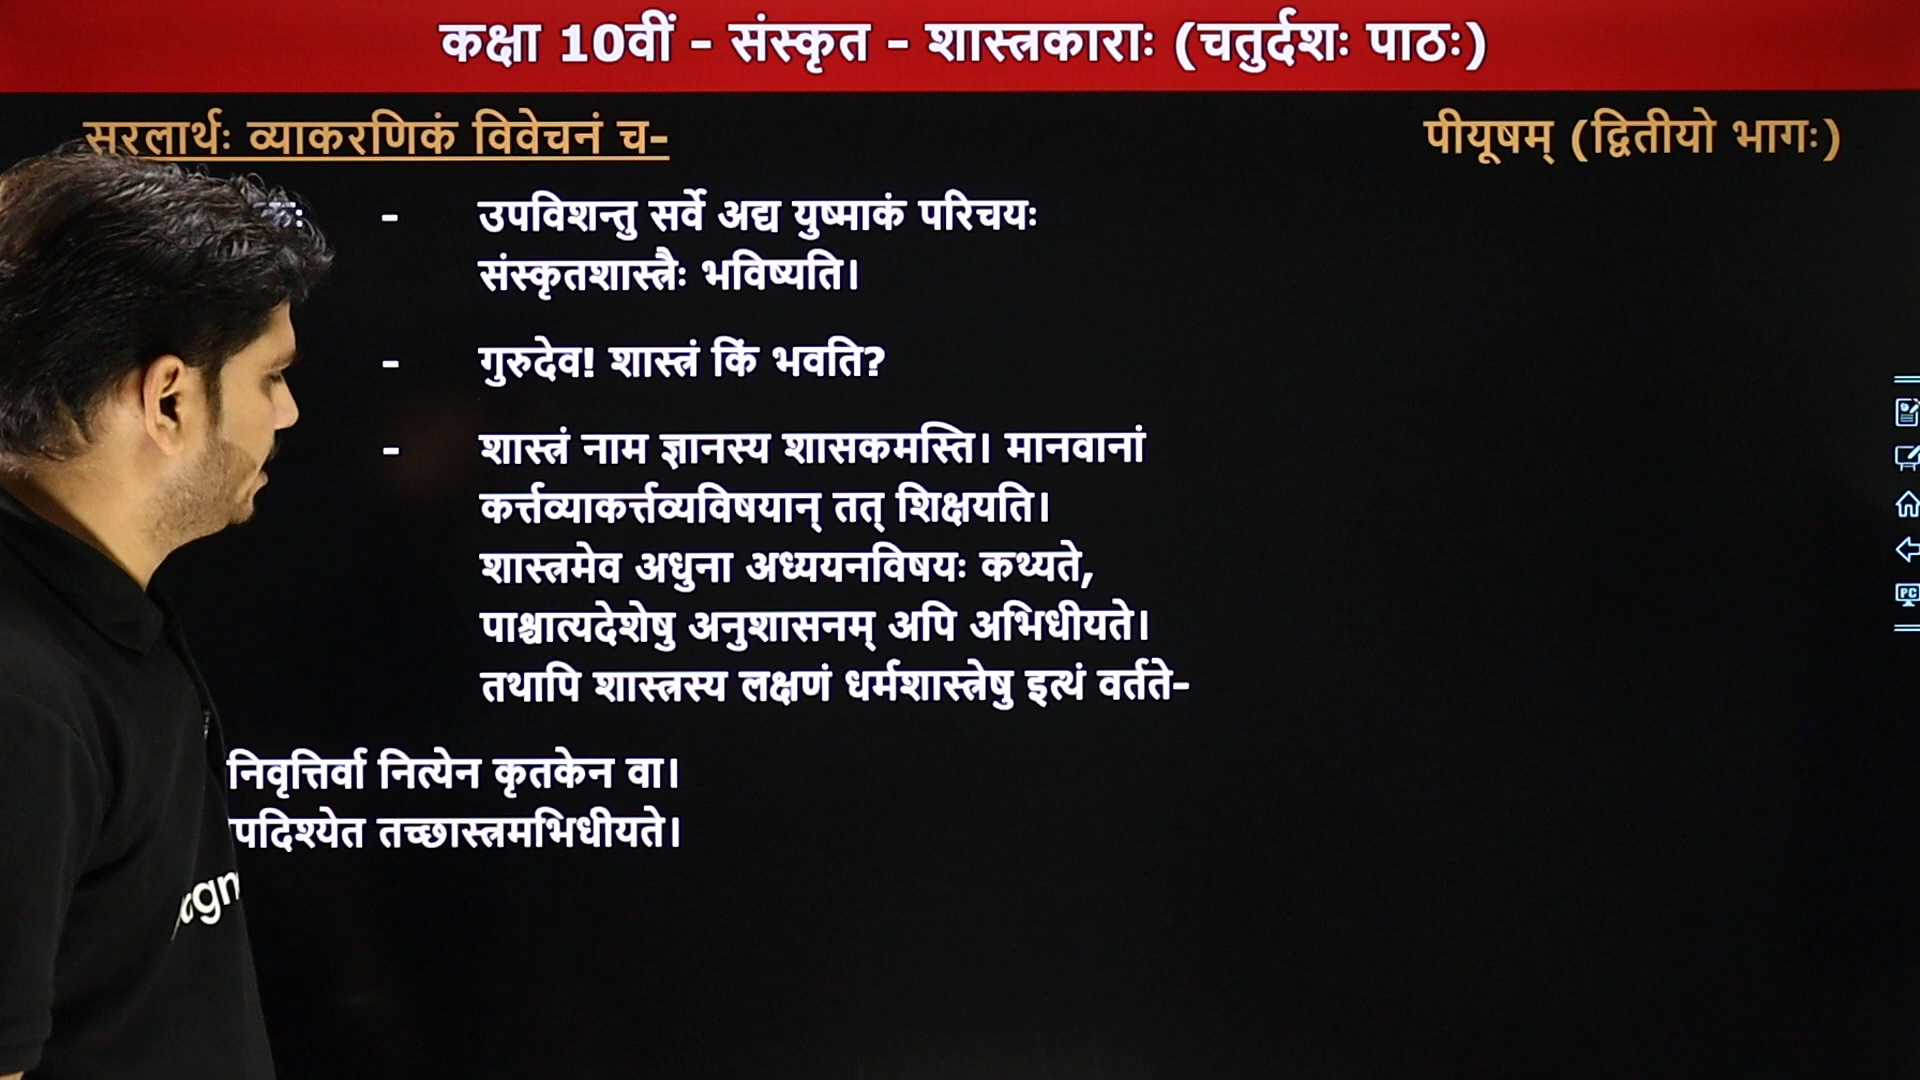 कक्षा 10वीं - संस्कृत - शास्त्रकाराः (चतुर्दशः पाठः)
सरलार्थः व्याकरणिकं विवेचनं च-
पीयूषम् (द्वितीयो भागः)
- उपविशन्तु सर्वे अद्य युष्माकं परिचयः
संस्कृतशास्त्रैः भविष्यति।
- गुरुदेव! शास्त्रं किं भवति?
- शास्त्रं नाम ज्ञानस्य शासकमस्ति। मानवानां
कर्त्तव्याकर्त्तव्यविषयान् तत् शिक्षयति।
शास्त्रमेव अधुना अध्ययनविषयः कथ्यते,
पाश्चात्यदेशेषु अनुशासनम् अपि अभिधीयते।
तथापि शास्त्रस्य लक्षणं धर्मशास्त्रेषु इत्थं वर्तते-
निवृत्तिर्वा नित्येन कृतकेन वा।
पदिश्येत तच्छास्त्रमभिधीयते।
PC